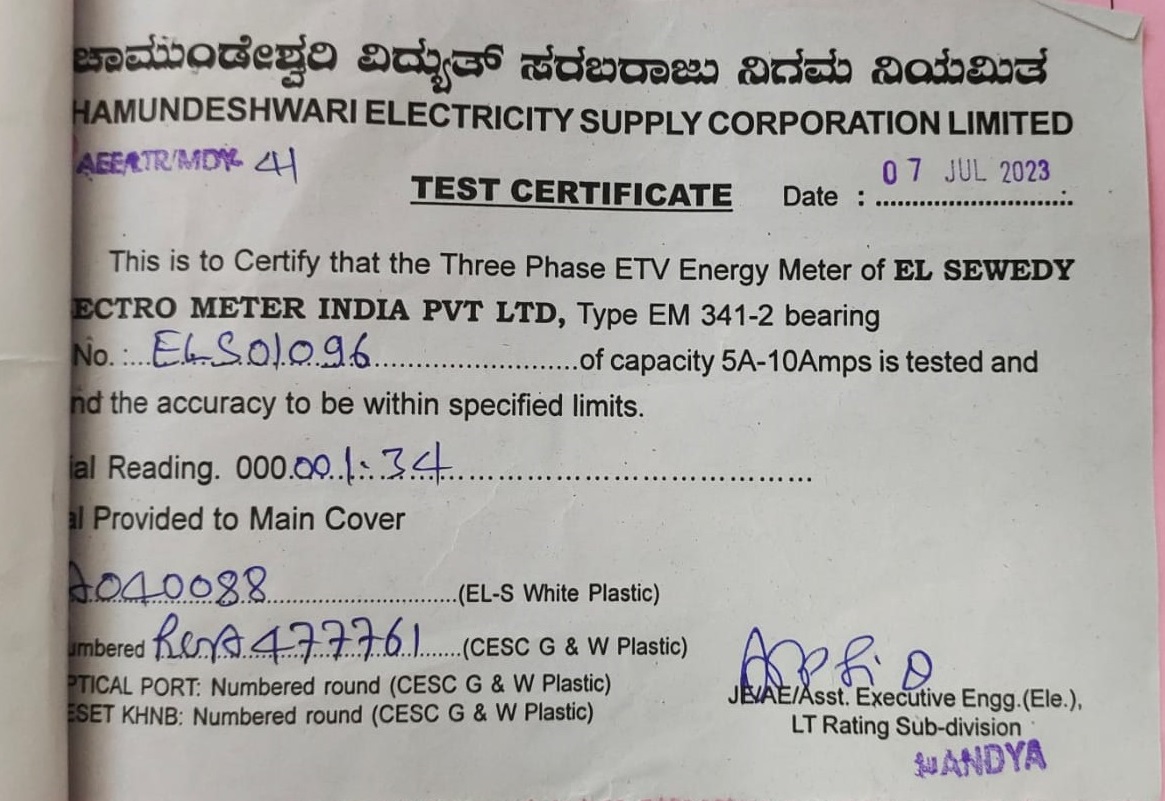 ಚಾಮುಂಡೇಶ್ವರಿ ವಿದ್ಯುತ್ ಸರಬರಾಜು ನಿಗಮ ನಿಯಮಿತ
HAMUNDESHWARI ELECTRICITY SUPPLY CORPORATION LIMITED
AEE/LTR/MDY- 41
07 JUL 2023
TEST CERTIFICATE Date : ............................
This is to Certify that the Three Phase ETV Energy Meter of EL SEWEDY
ECTRO METER INDIA PVT LTD, Type EM 341-2 bearing
No. :...ELS01096............................of capacity 5A-10Amps is tested and
nd the accuracy to be within specified limits.
ial Reading. 000.00.1:.34................................................
al Provided to Main Cover
A040088.............................(EL-S White Plastic)
umbered 477761......(CESC G & W Plastic)
PTICAL PORT: Numbered round (CESC G & W Plastic)
ESET KHNB: Numbered round (CESC G & W Plastic)
JE/AE/Asst. Executive Engg.(Ele.),
LT Rating Sub-division
MANDYA